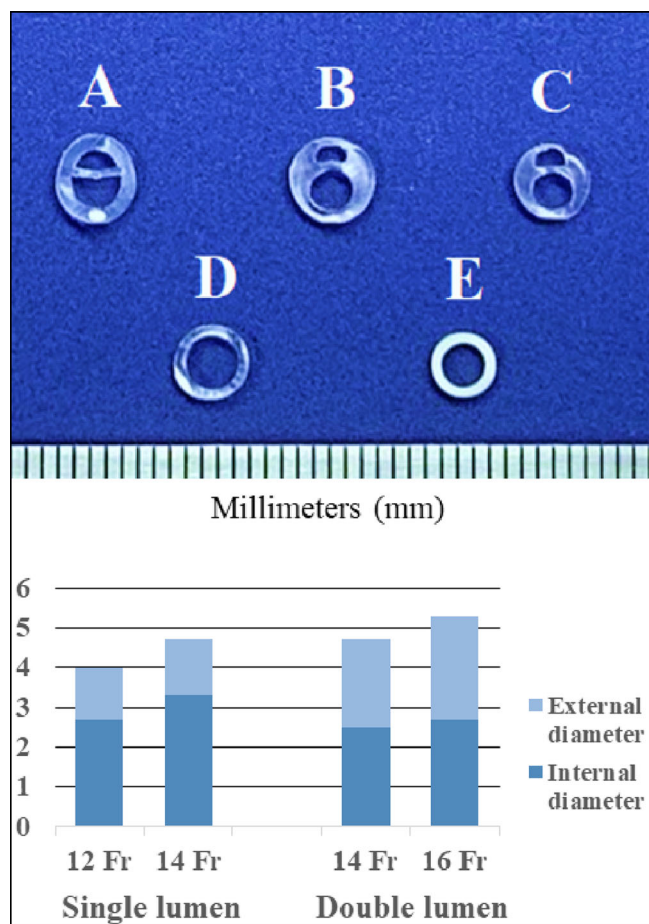 A B C
D E
Millimeters (mm)
6
5
4
3
2
1
0
12 Fr 14 Fr 14 Fr 16 Fr
Single lumen Double lumen
External
diameter
Internal
diameter